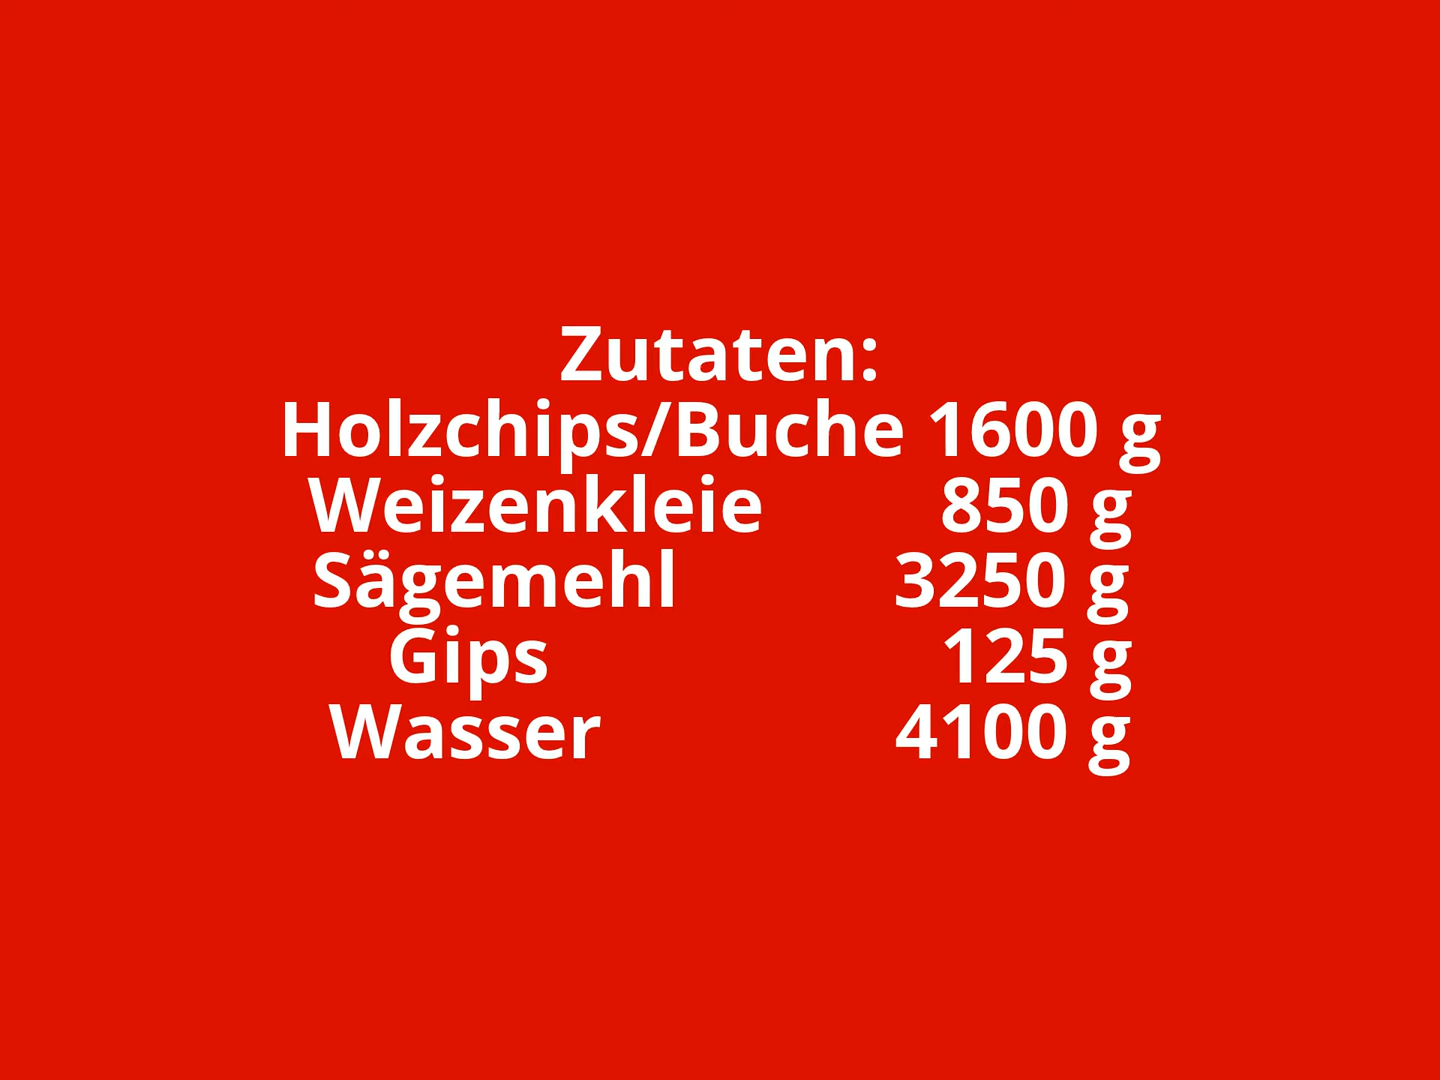 Zutaten:
Holzchips/Buche 1600 g
Weizenkleie 850 g
Sägemehl 3250 g
Gips 125 g
Wasser 4100 g